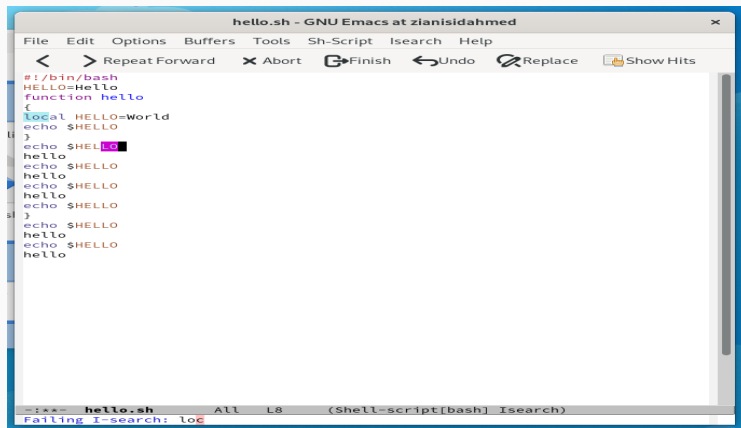 hello.sh - GNU Emacs at zianisidahmed ×
File Edit Options Buffers Tools Sh-Script Isearch Help
Repeat Forward Abort Finish Undo Replace Show Hits
#!/bin/bash
HELLO=Hello
function hello
{
local HELLO=World
echo $HELLO
}
echo $HELLO
hello
echo $HELLO
hello
echo $HELLO
hello
echo $HELLO
}
echo $HELLO
hello
echo $HELLO
hello
-:**- hello.sh All L8 (Shell-script[bash] Isearch)
Failing I-search: loc